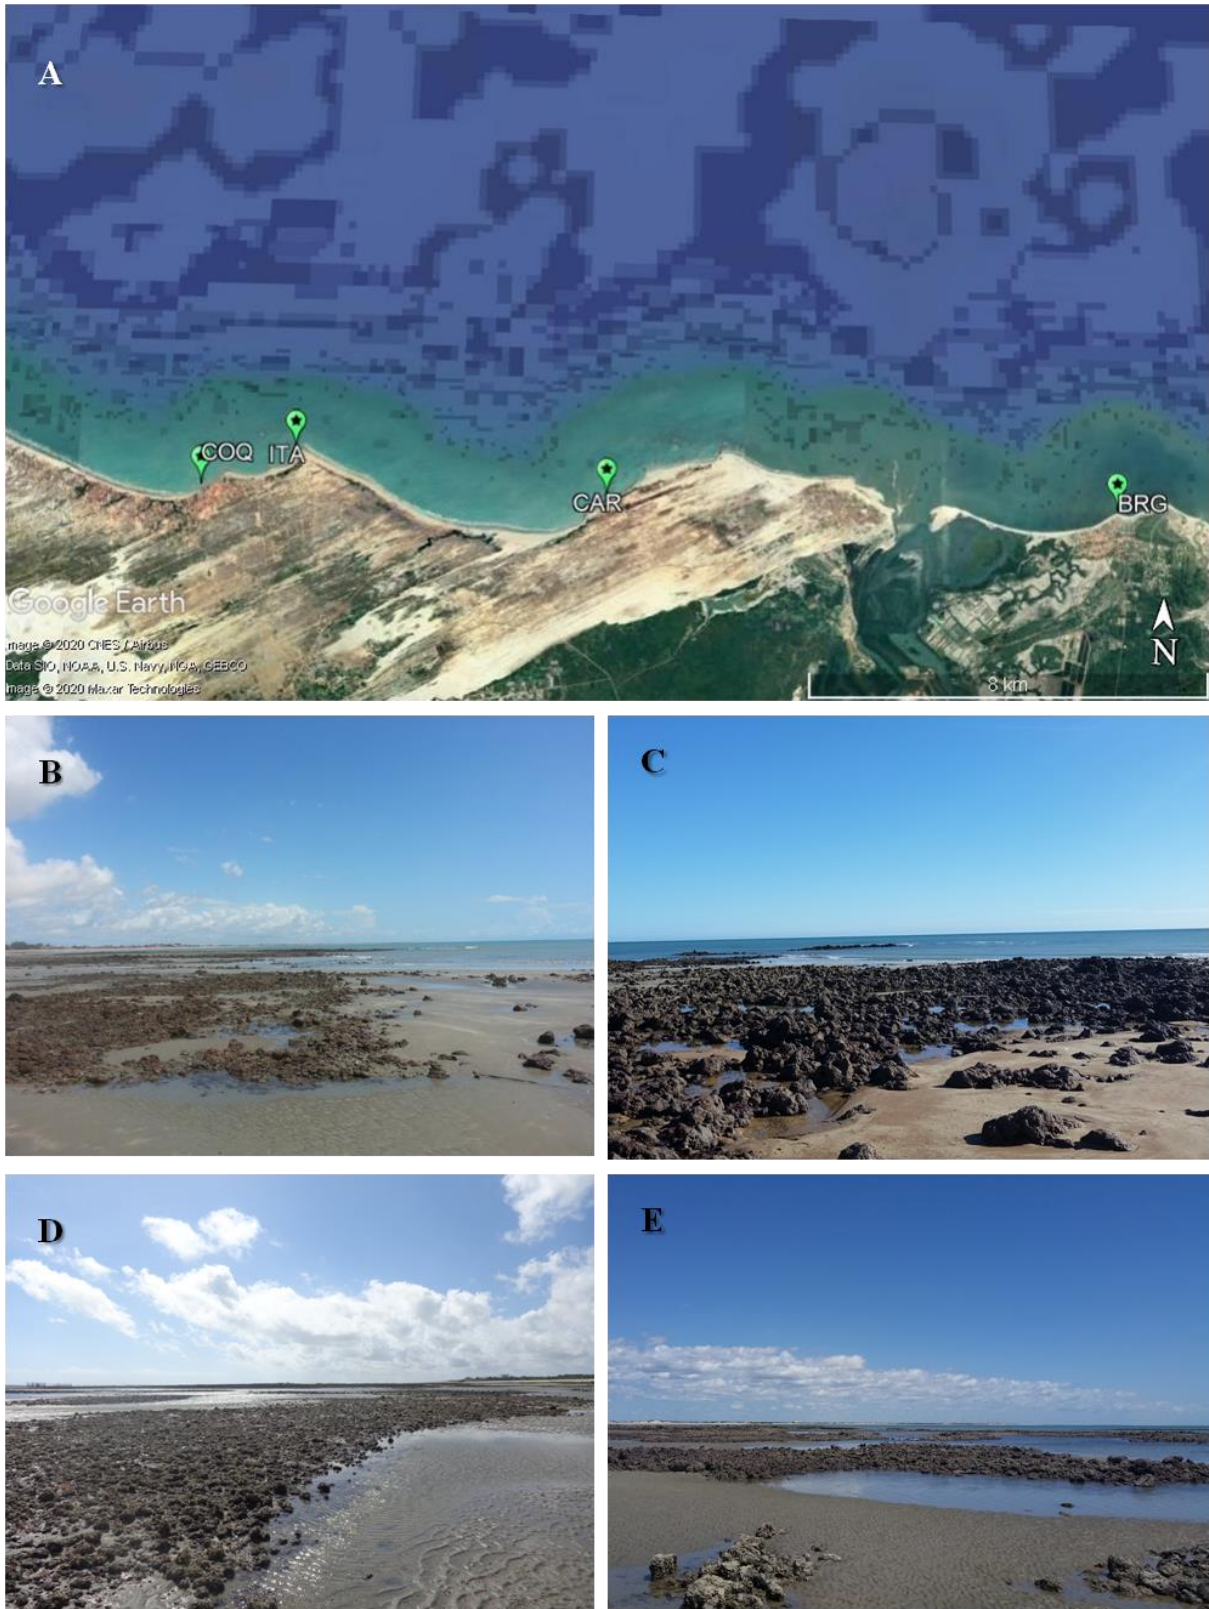 A
COQ
ITA
CAR
BRG
Google Earth
Image © 2020 CNES / Airbus
Data SIO, NOAA, U.S. Navy, NGA, GEBCO
Image © 2020 Maxar Technologies
N
8 km
B
C
D
E